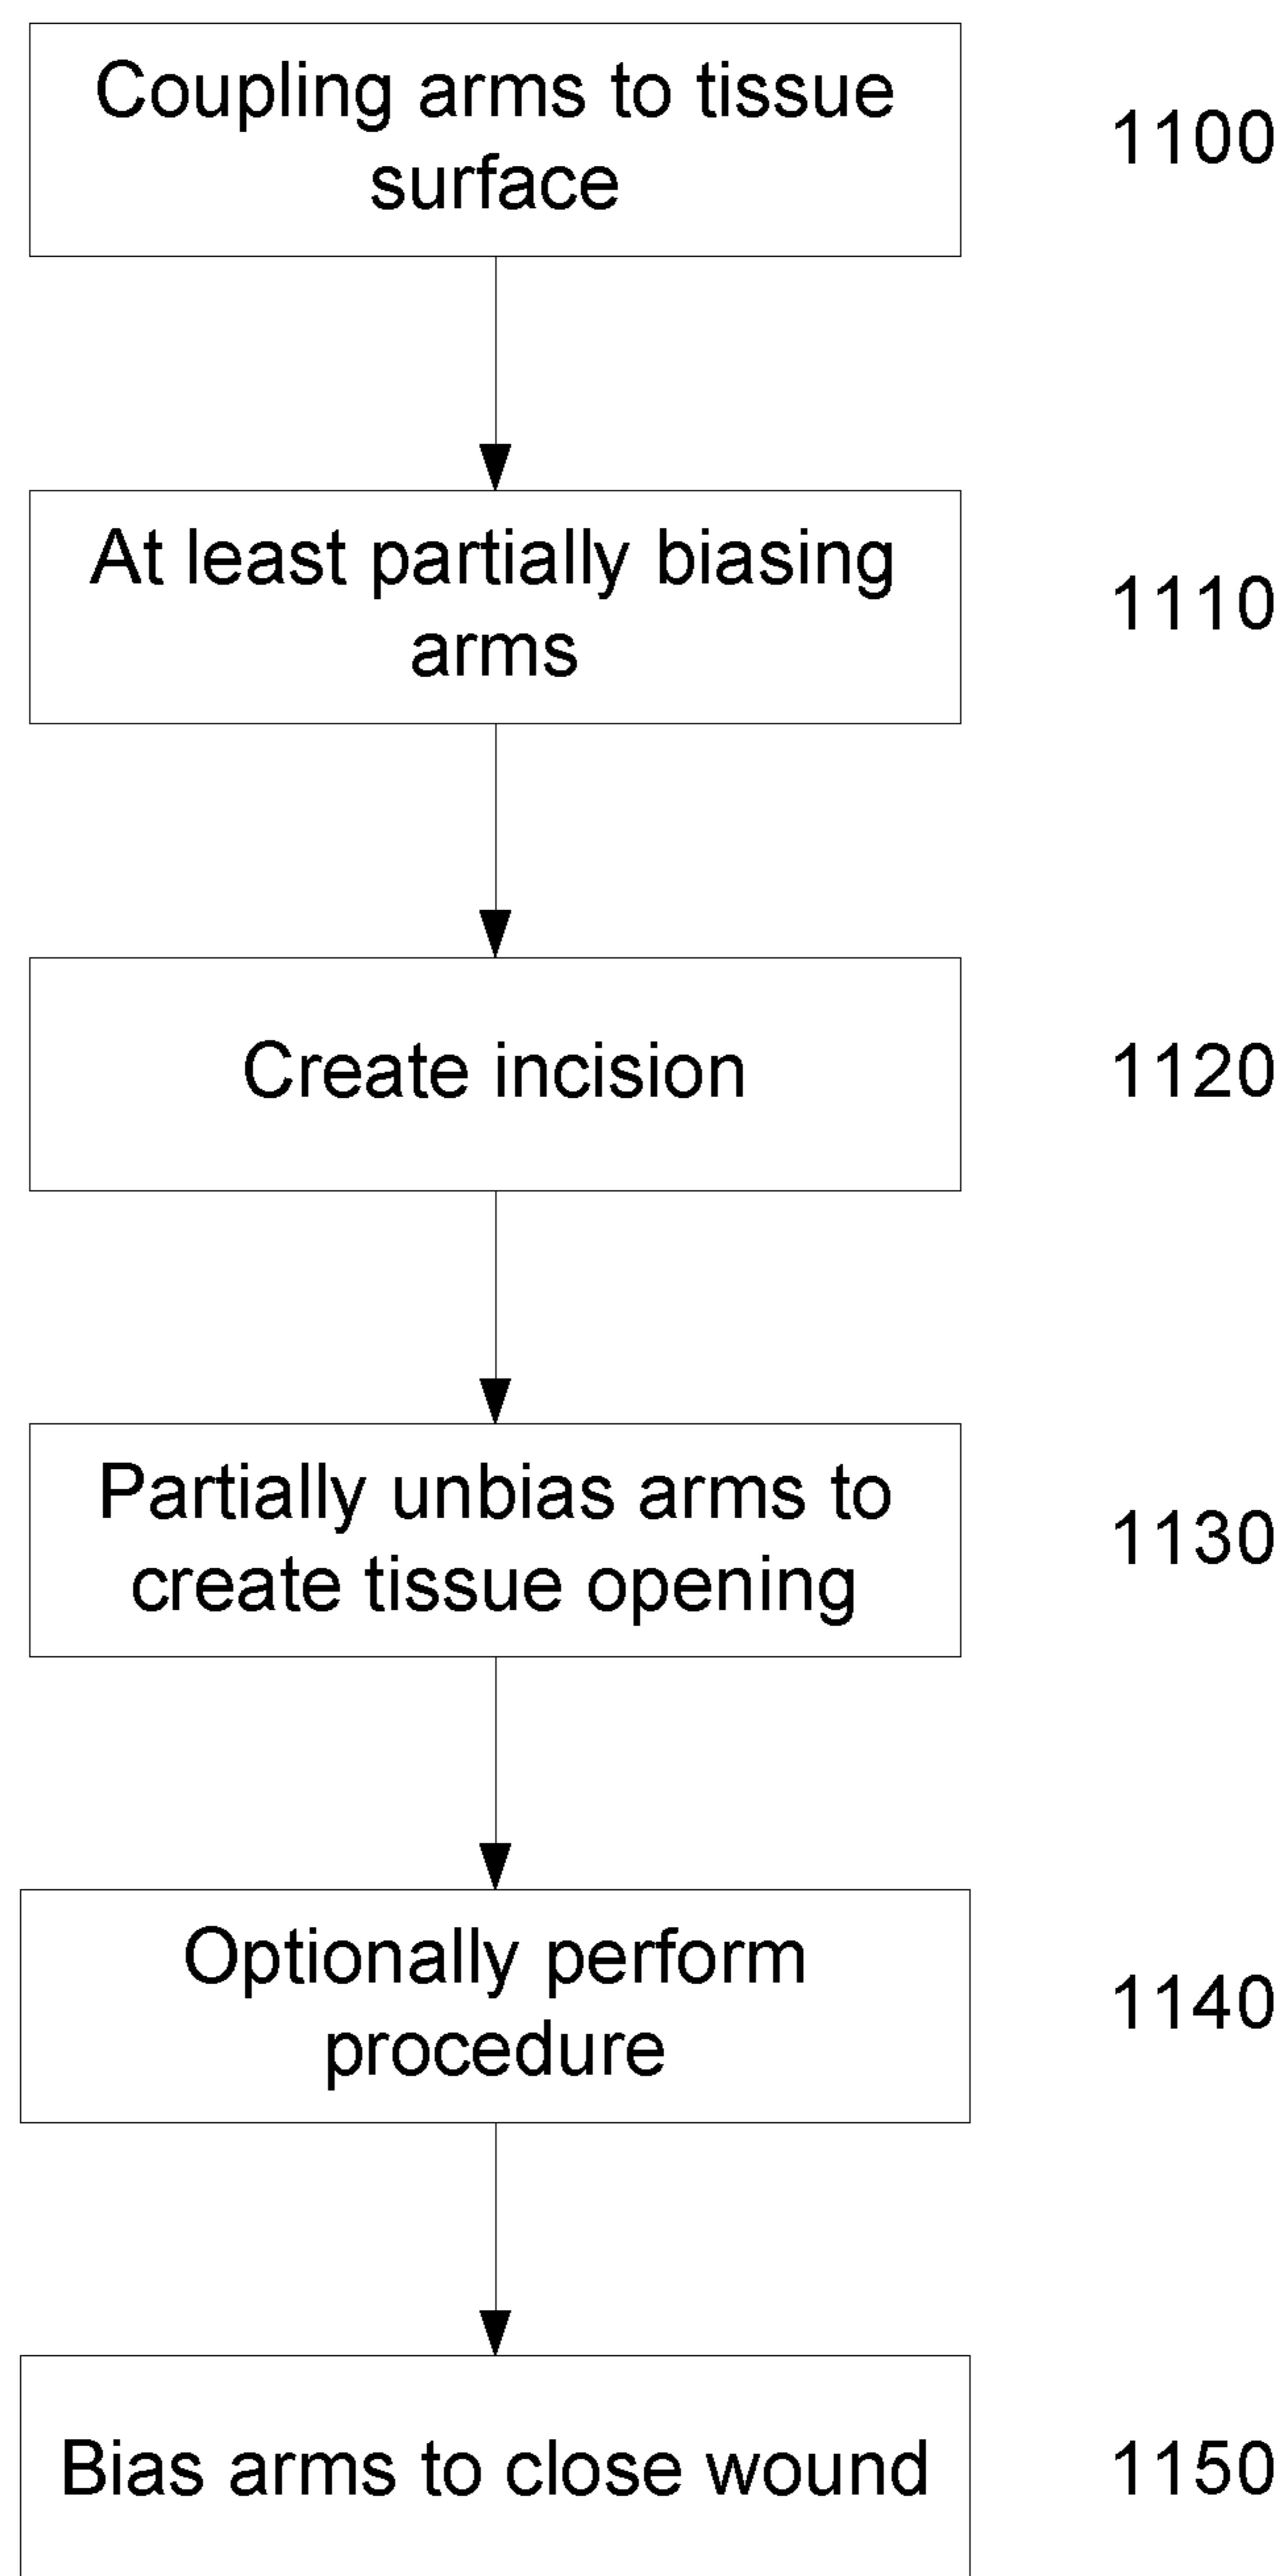 Coupling arms to tissue
surface
1100
At least partially biasing
arms
1110
Create incision
1120
Partially unbias arms to
create tissue opening
1130
Optionally perform
procedure
1140
Bias arms to close wound
1150